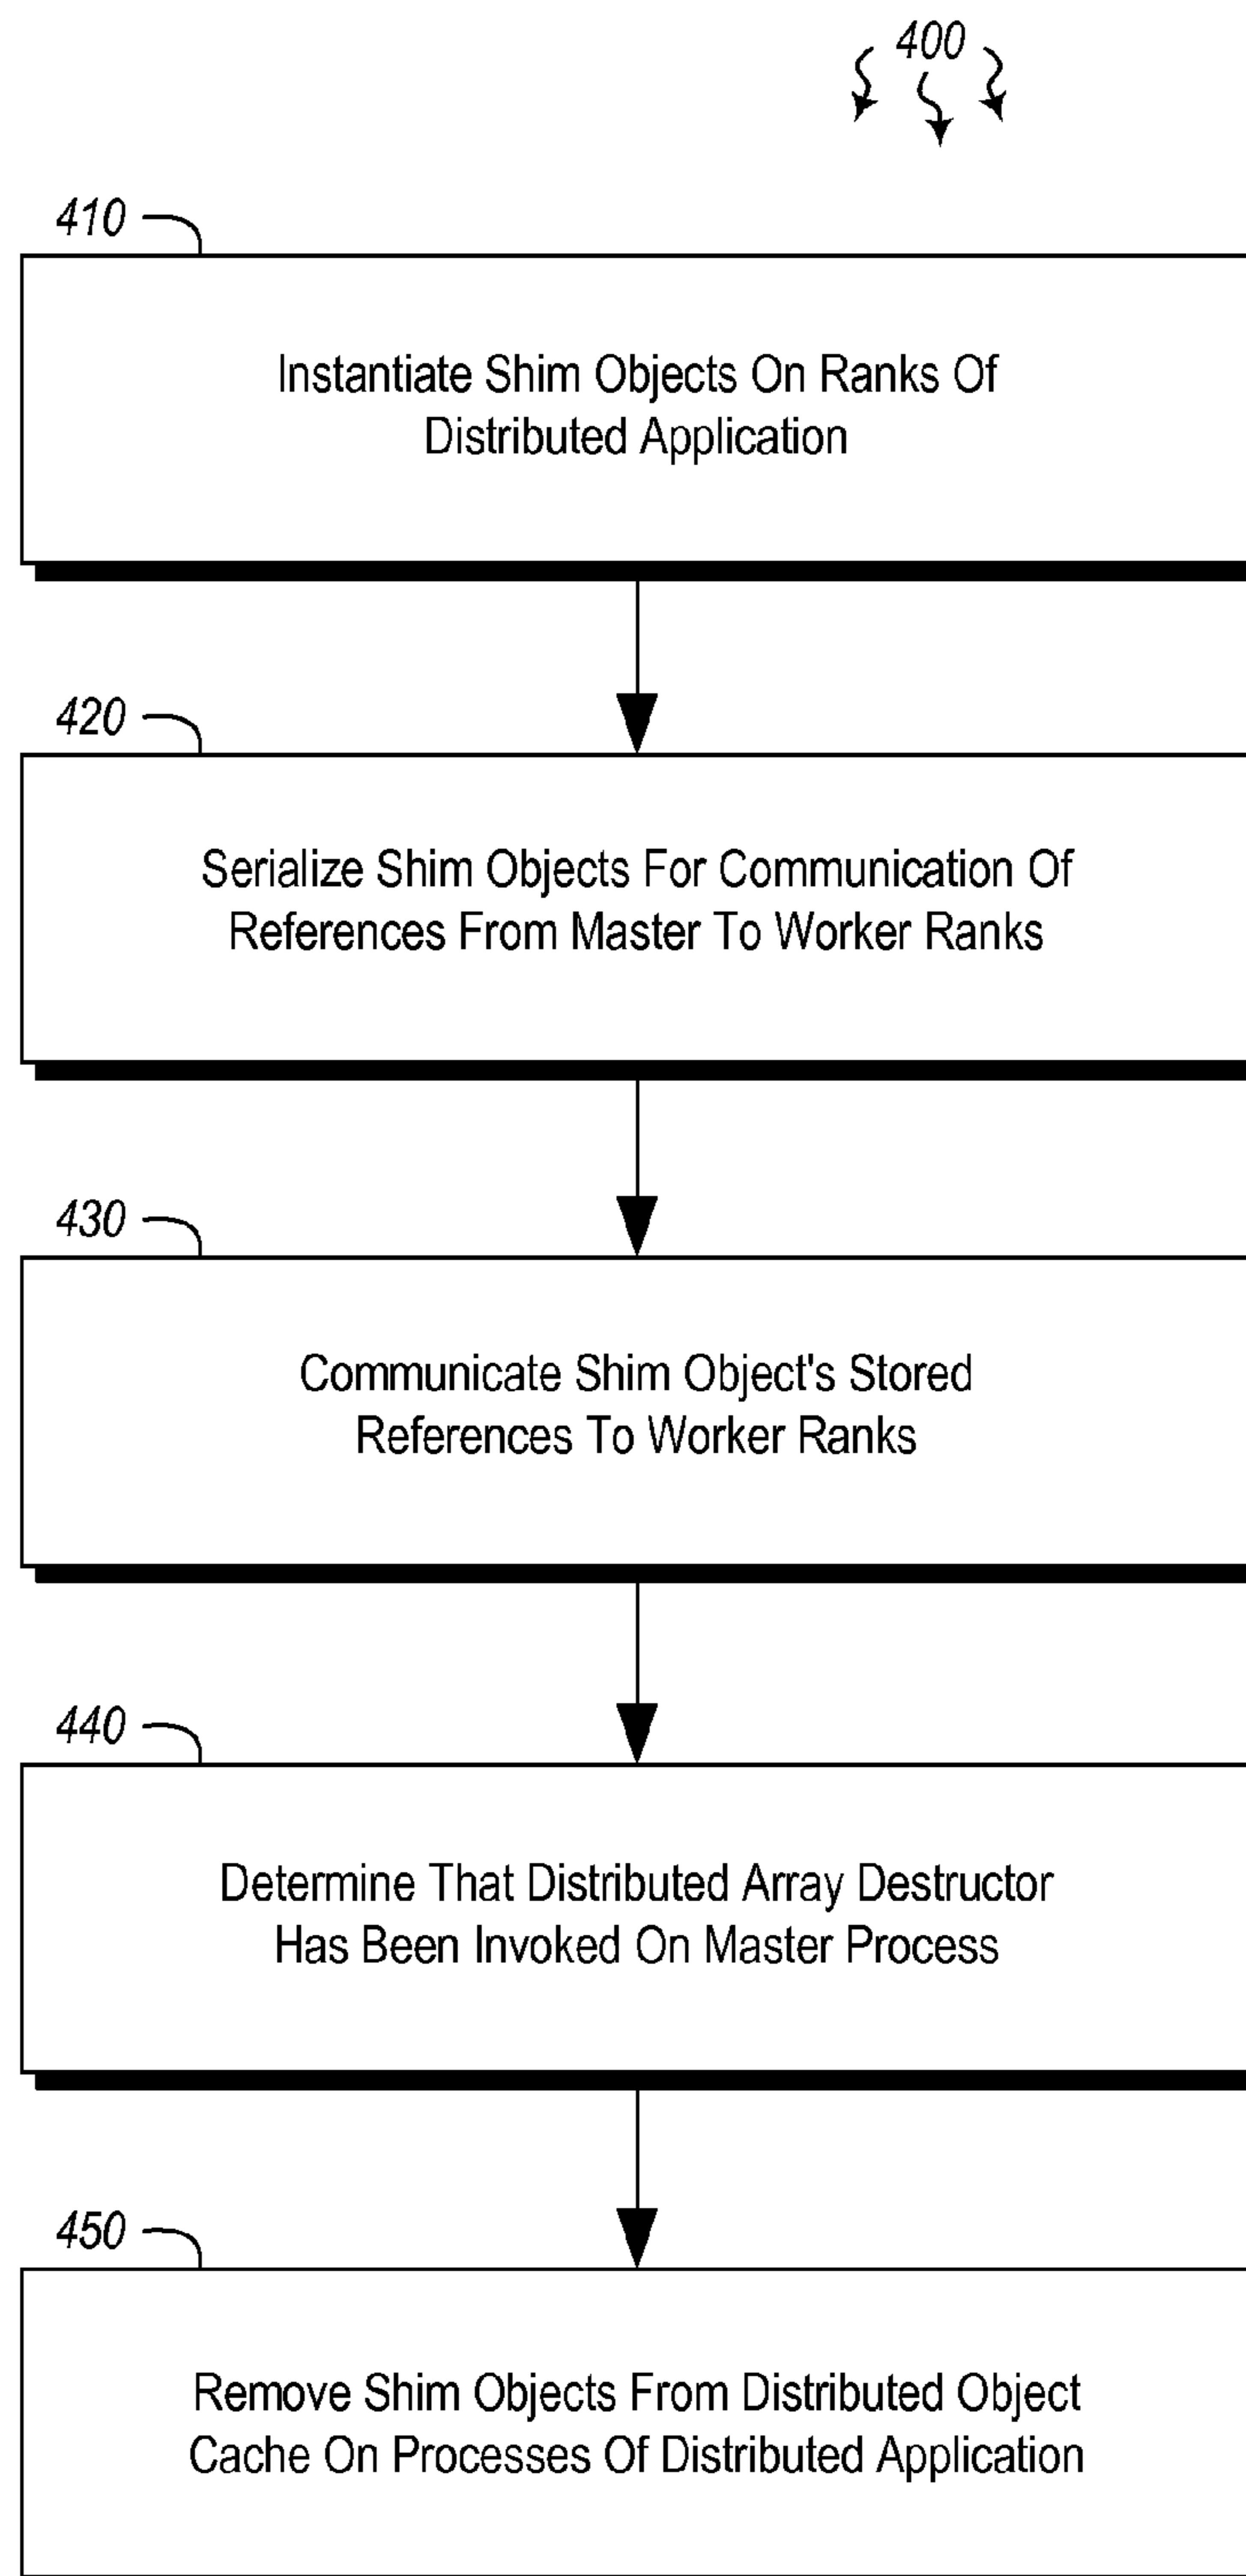 400
410
Instantiate Shim Objects On Ranks Of
Distributed Application
420
Serialize Shim Objects For Communication Of
References From Master To Worker Ranks
430
Communicate Shim Object's Stored
References To Worker Ranks
440
Determine That Distributed Array Destructor
Has Been Invoked On Master Process
450
Remove Shim Objects From Distributed Object
Cache On Processes Of Distributed Application